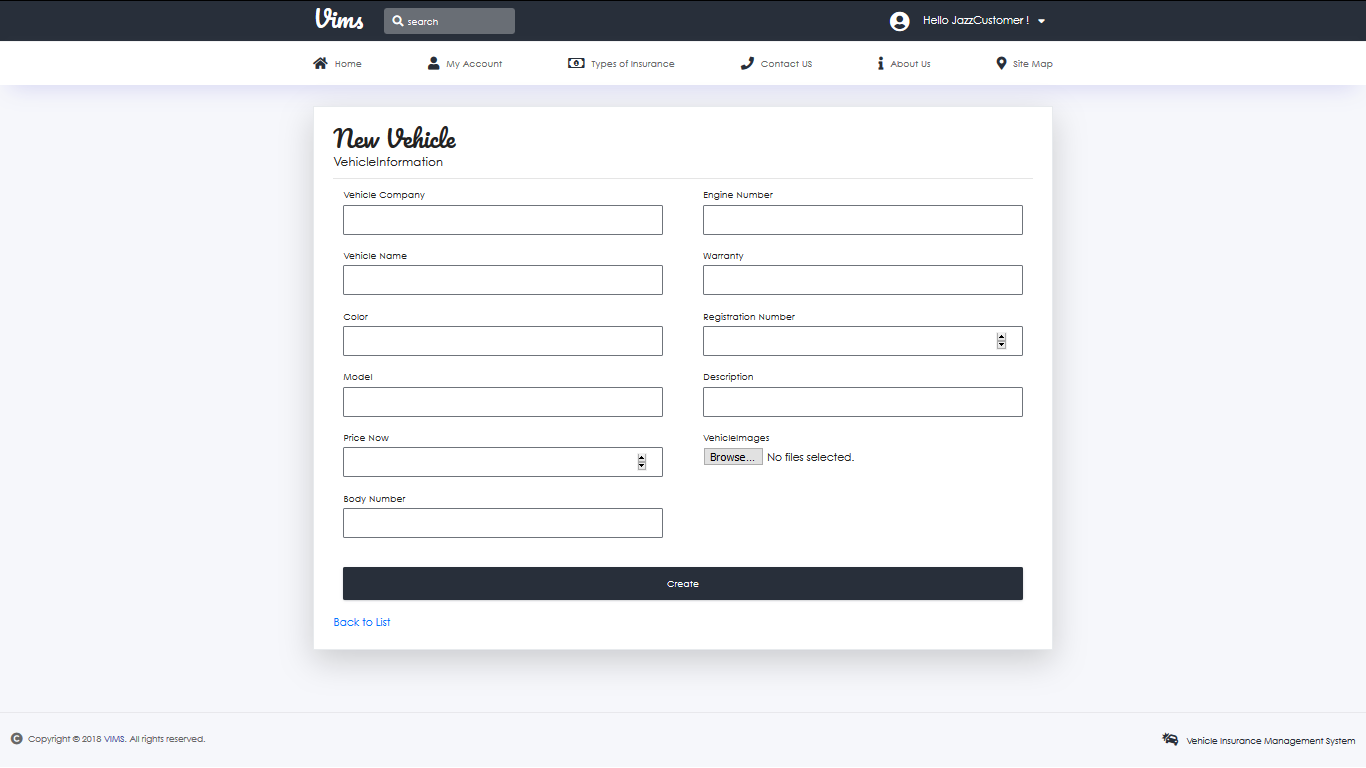 Vims
search
Hello JazzCustomer !
Home
My Account
Types of Insurance
Contact US
About Us
Site Map
New Vehicle
VehicleInformation
Vehicle Company
Engine Number
Vehicle Name
Warranty
Color
Registration Number
Model
Description
Price Now
VehicleImages
Browse... No files selected.
Body Number
Create
Back to List
Copyright © 2018 VIMS. All rights reserved.
Vehicle Insurance Management System